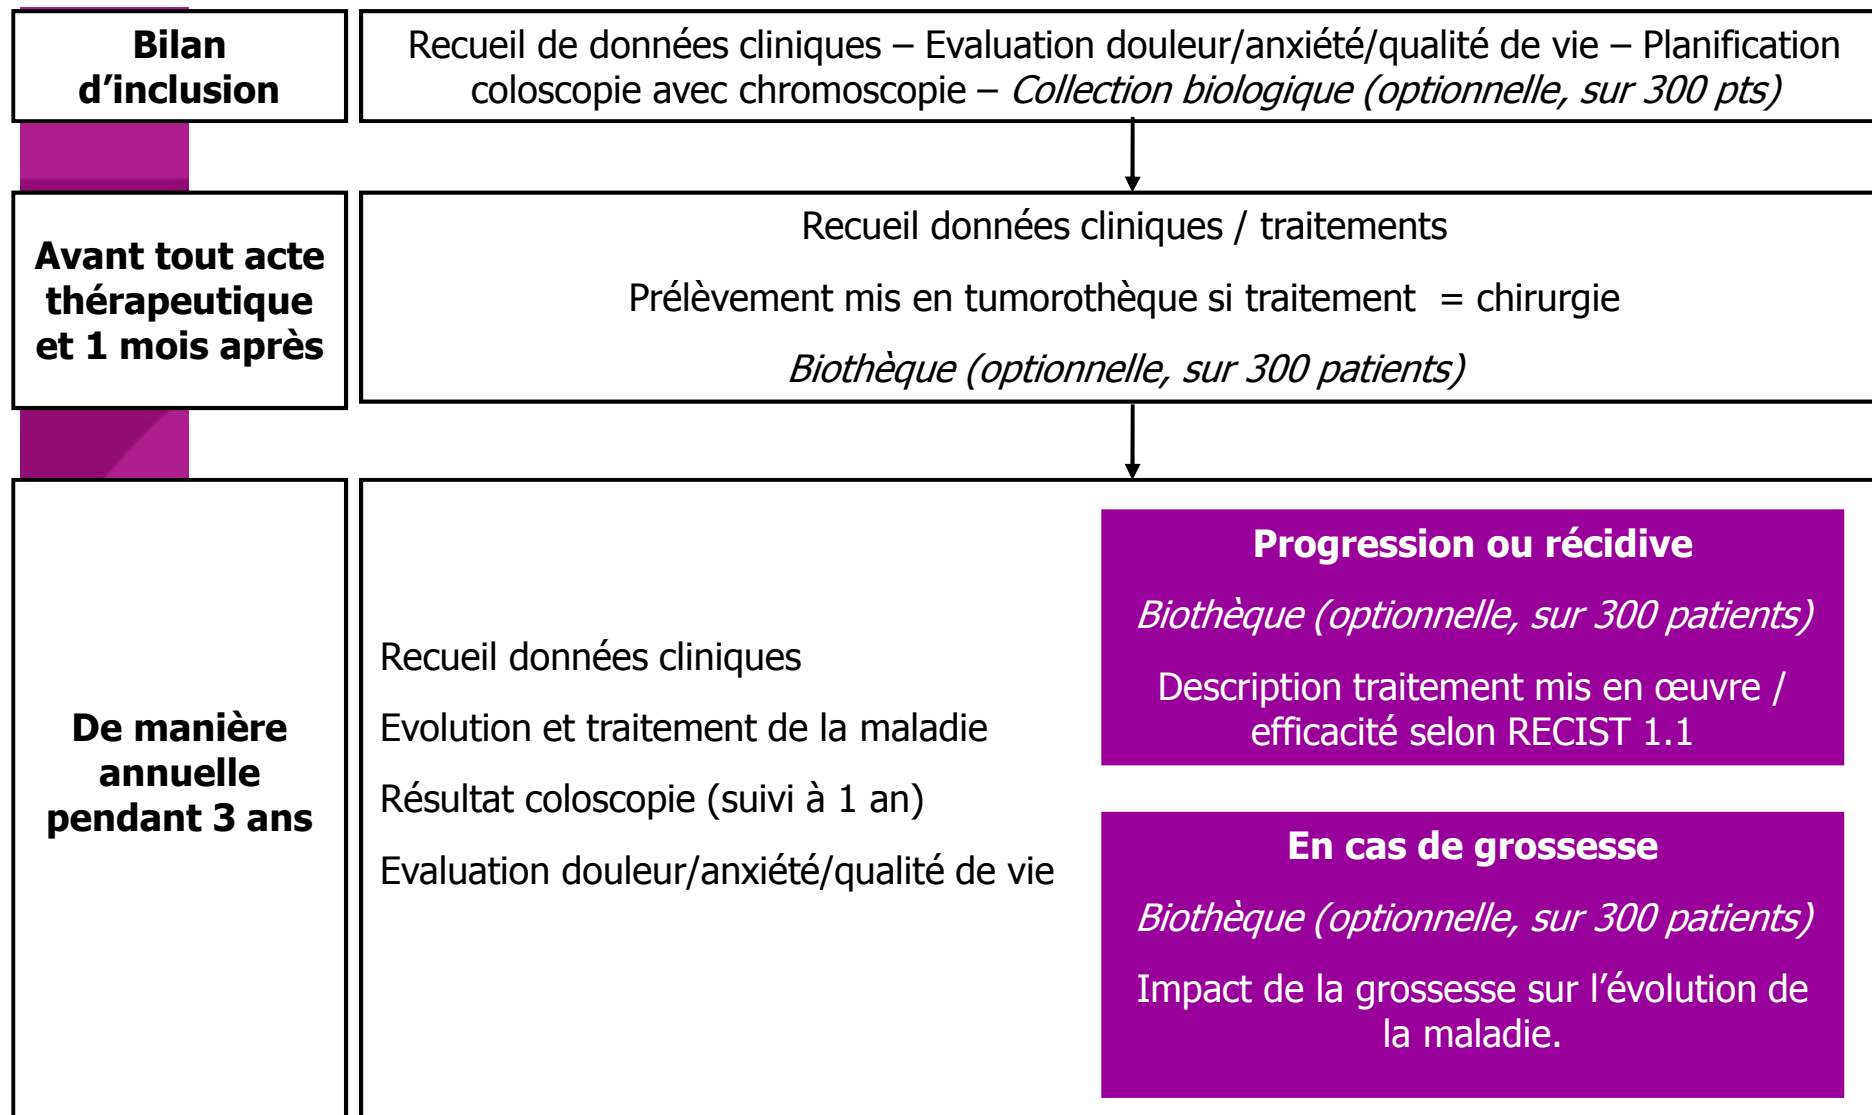 Bilan
d’inclusion
Recueil de données cliniques – Evaluation douleur/anxiété/qualité de vie – Planification
coloscopie avec chromoscopie – Collection biologique (optionnelle, sur 300 pts)
Avant tout acte
thérapeutique
et 1 mois après
Recueil données cliniques / traitements
Prélèvement mis en tumorothèque si traitement = chirurgie
Biothèque (optionnelle, sur 300 patients)
De manière
annuelle
pendant 3 ans
Recueil données cliniques
Evolution et traitement de la maladie
Résultat coloscopie (suivi à 1 an)
Evaluation douleur/anxiété/qualité de vie
Progression ou récidive
Biothèque (optionnelle, sur 300 patients)
Description traitement mis en œuvre /
efficacité selon RECIST 1.1
En cas de grossesse
Biothèque (optionnelle, sur 300 patients)
Impact de la grossesse sur l’évolution de
la maladie.